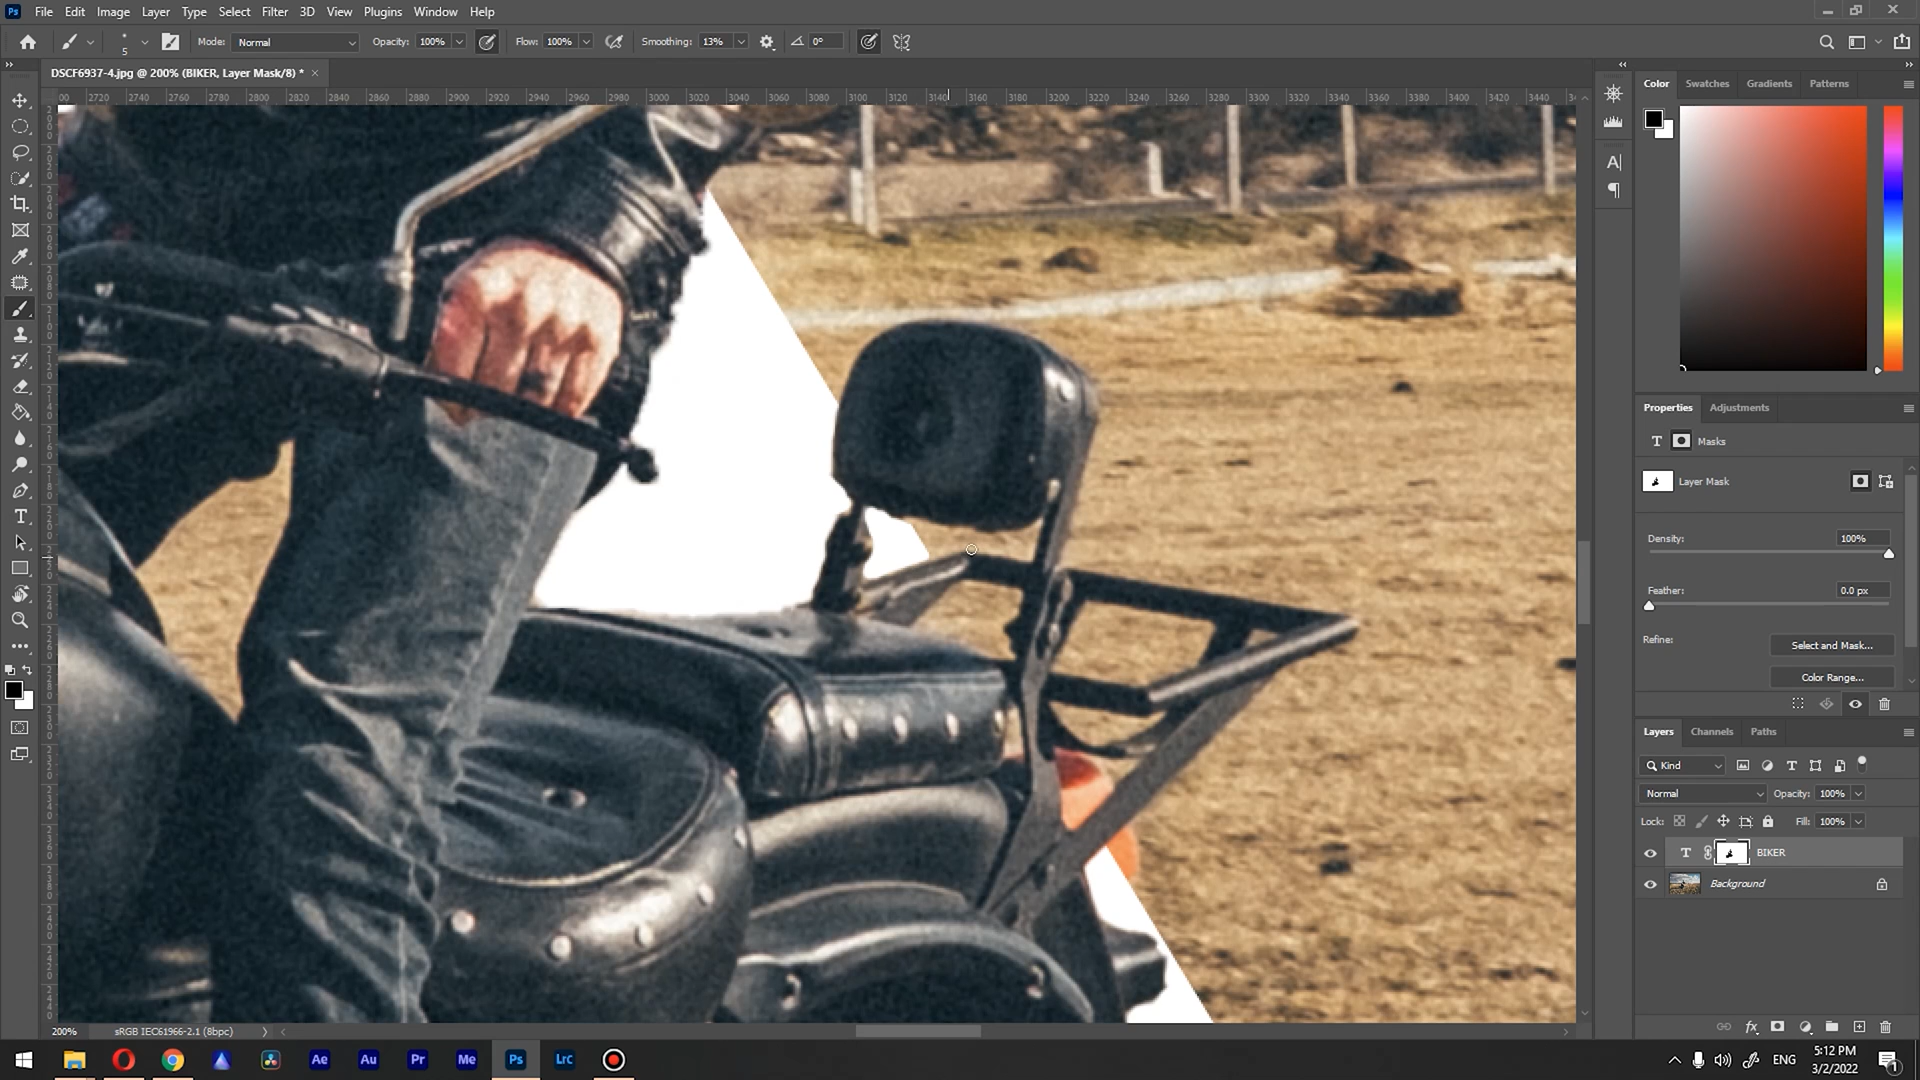 Ps File Edit Image Layer Type Select Filter 3D View Plugins Window Help
5 Mode: Normal Opacity: 100% Flow: 100% Smoothing: 13% 0°
DSCF6937-4.jpg @ 200% (BIKER, Layer Mask/8) * ×
2720 2740 2760 2780 2800 2820 2840 2860 2880 2900 2920 2940 2960 2980 3000 3020 3040 3060 3080 3100 3120 3140 3160 3180 3200 3220 3240 3260 3280 3300 3320 3340 3360 3380 3400 3420 3440
Color Swatches Gradients Patterns
Properties Adjustments
Masks
Layer Mask
Density: 100%
Feather: 0.0 px
Refine: Select and Mask...
Color Range...
Layers Channels Paths
Kind
Normal Opacity: 100%
Lock: Fill: 100%
T BIKER
Background
fx
200% sRGB IEC61966-2.1 (8bpc)
Ae Au Pr Me Ps Lrc
ENG 5:12 PM
3/2/2022 1